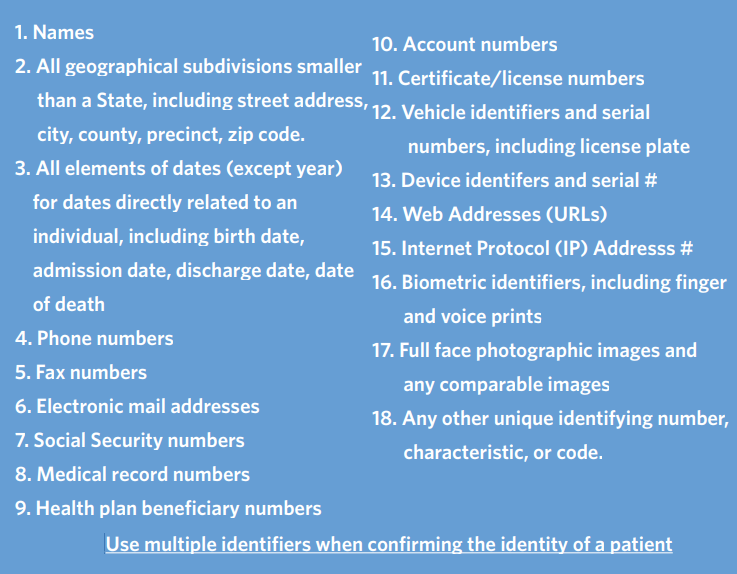 1. Names
2. All geographical subdivisions smaller
than a State, including street address,
city, county, precinct, zip code.
3. All elements of dates (except year)
for dates directly related to an
individual, including birth date,
admission date, discharge date, date
of death
4. Phone numbers
5. Fax numbers
6. Electronic mail addresses
7. Social Security numbers
8. Medical record numbers
9. Health plan beneficiary numbers
10. Account numbers
11. Certificate/license numbers
12. Vehicle identifiers and serial
numbers, including license plate
13. Device identifers and serial #
14. Web Addresses (URLs)
15. Internet Protocol (IP) Addresss #
16. Biometric identifiers, including finger
and voice prints
17. Full face photographic images and
any comparable images
18. Any other unique identifying number,
characteristic, or code.
Use multiple identifiers when confirming the identity of a patient